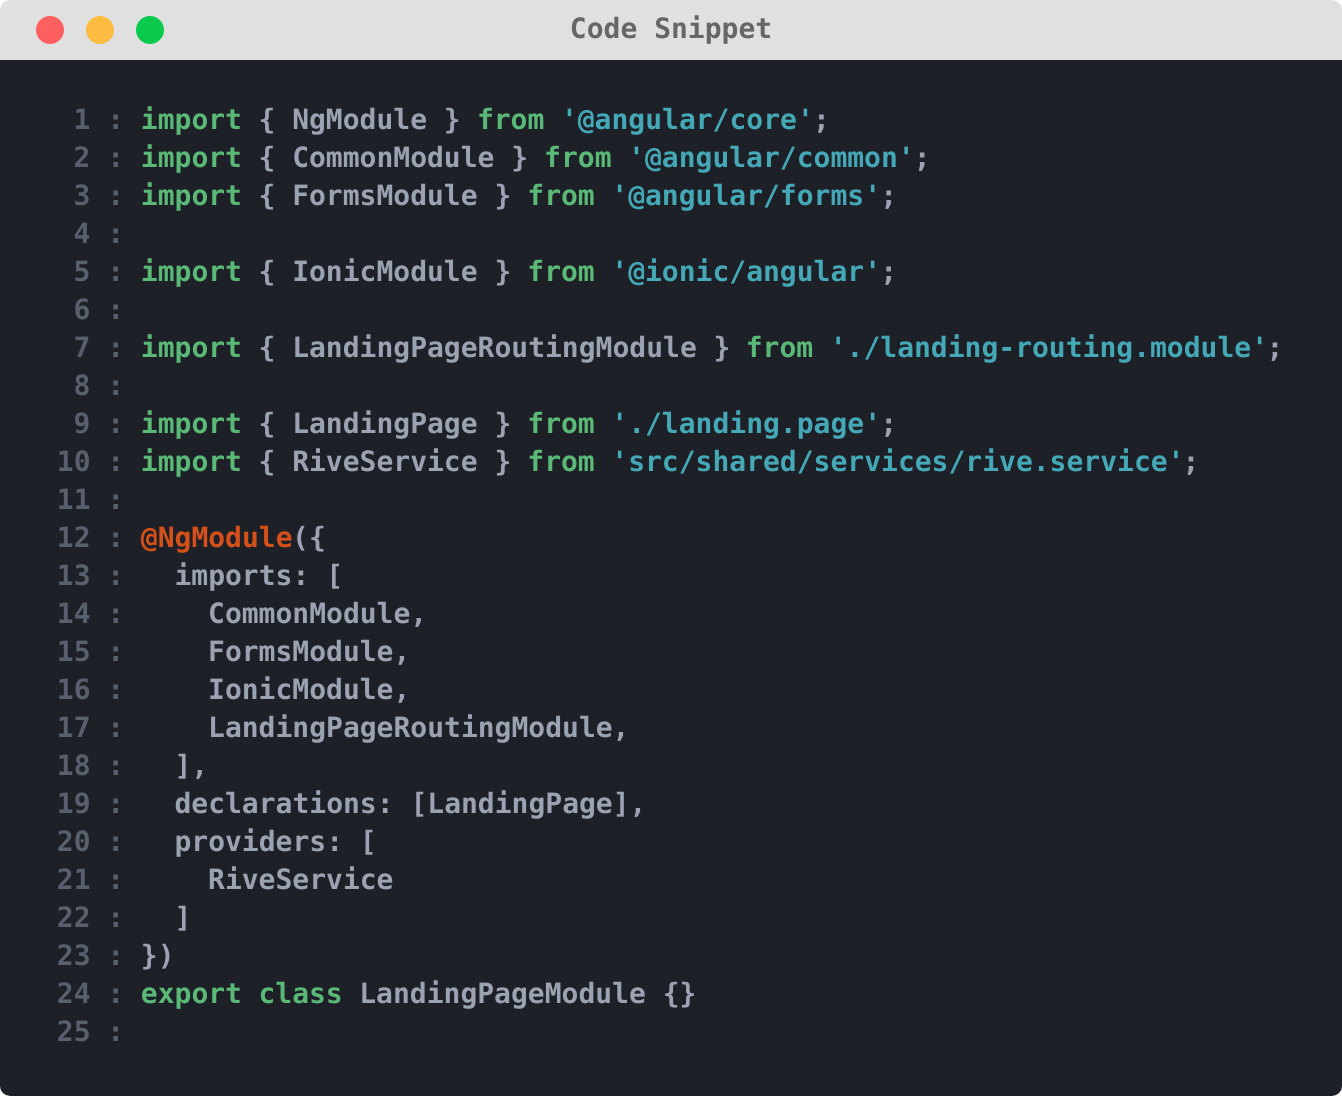 Code Snippet
1 : import { NgModule } from '@angular/core';
2 : import { CommonModule } from '@angular/common';
3 : import { FormsModule } from '@angular/forms';
4 :
5 : import { IonicModule } from '@ionic/angular';
6 :
7 : import { LandingPageRoutingModule } from './landing-routing.module';
8 :
9 : import { LandingPage } from './landing.page';
10 : import { RiveService } from 'src/shared/services/rive.service';
11 :
12 : @NgModule({
13 :   imports: [
14 :     CommonModule,
15 :     FormsModule,
16 :     IonicModule,
17 :     LandingPageRoutingModule,
18 :   ],
19 :   declarations: [LandingPage],
20 :   providers: [
21 :     RiveService
22 :   ]
23 : })
24 : export class LandingPageModule {}
25 :